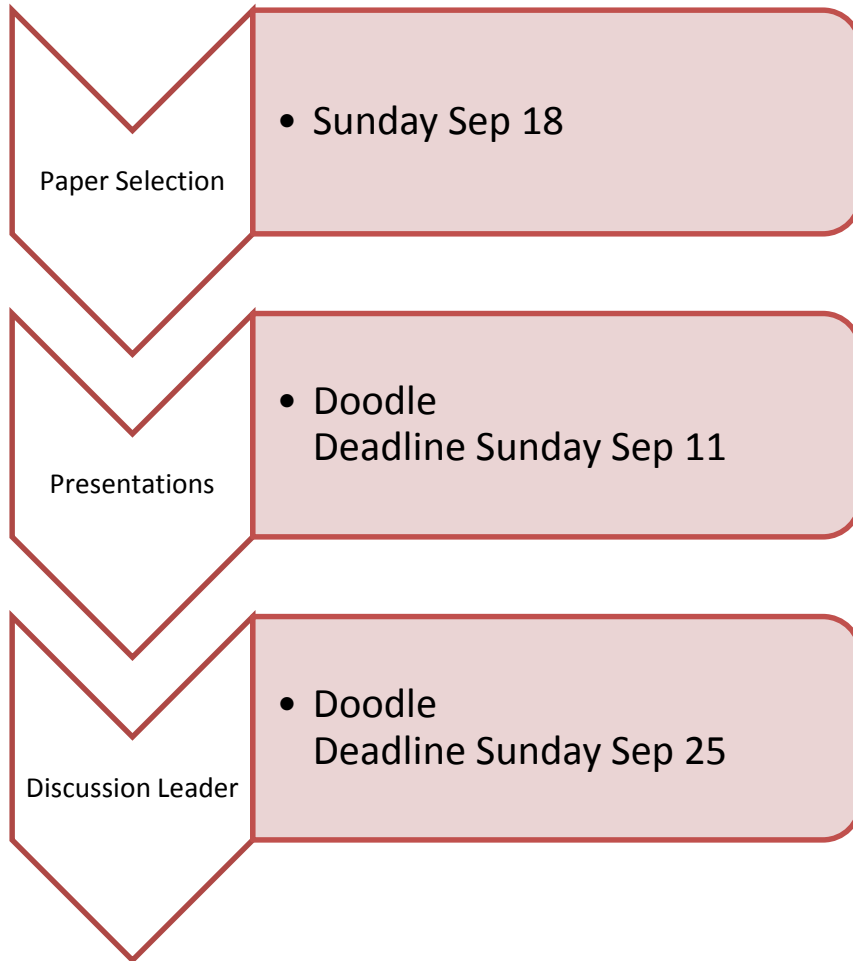 Paper Selection
• Sunday Sep 18
Presentations
• Doodle
Deadline Sunday Sep 11
Discussion Leader
• Doodle
Deadline Sunday Sep 25